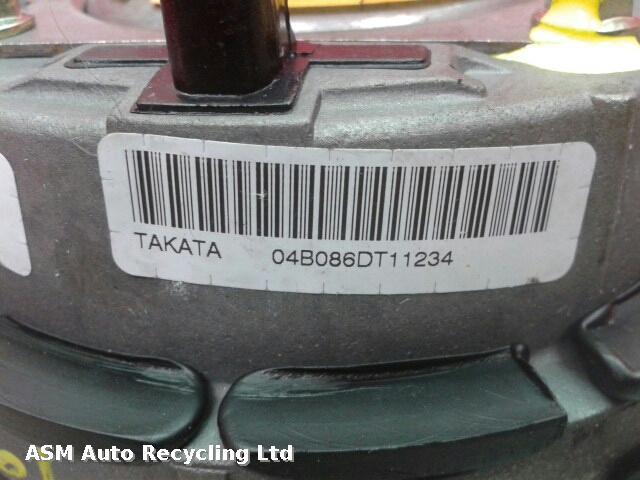 TAKATA 04B086DT11234
ASM Auto Recycling Ltd